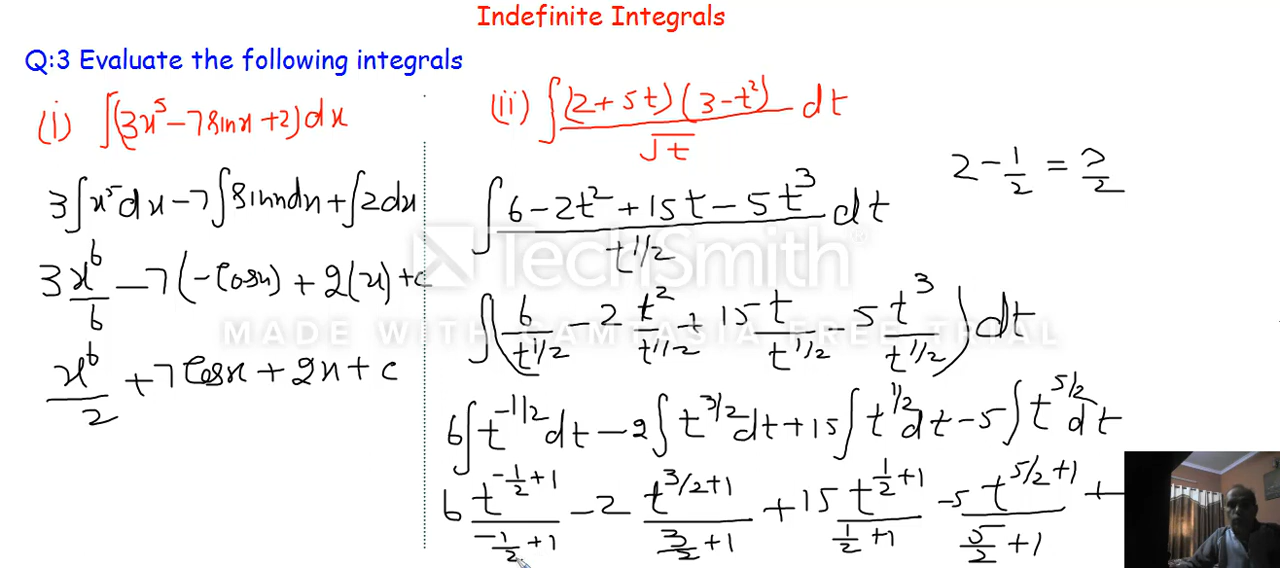 Indefinite Integrals
Q:3 Evaluate the following integrals
(i) ∫(3x⁵ − 7 sinx + 2) dx
3∫x⁵dx − 7∫sinxdx + ∫2dx
3 x⁶/6 − 7(−Cosx) + 2(x) + c
x⁶/2 + 7 Cosx + 2x + c
(ii) ∫ (2+5t)(3−t²)/√t dt
2 − 1/2 = 3/2
∫ (6 − 2t² + 15t − 5t³)/t^(1/2) dt
∫(6/t^(1/2) − 2 t²/t^(1/2) + 15 t/t^(1/2) − 5 t³/t^(1/2)) dt
6∫t^(−1/2)dt − 2∫t^(3/2)dt + 15∫t^(1/2)dt − 5∫t^(5/2)dt
6 t^(−1/2+1)/(−1/2+1) − 2 t^(3/2+1)/(3/2+1) + 15 t^(1/2+1)/(1/2+1) − 5 t^(5/2+1)/(5/2+1) +
TechSmith
MADE WITH CAMTASIA FREE TRIAL